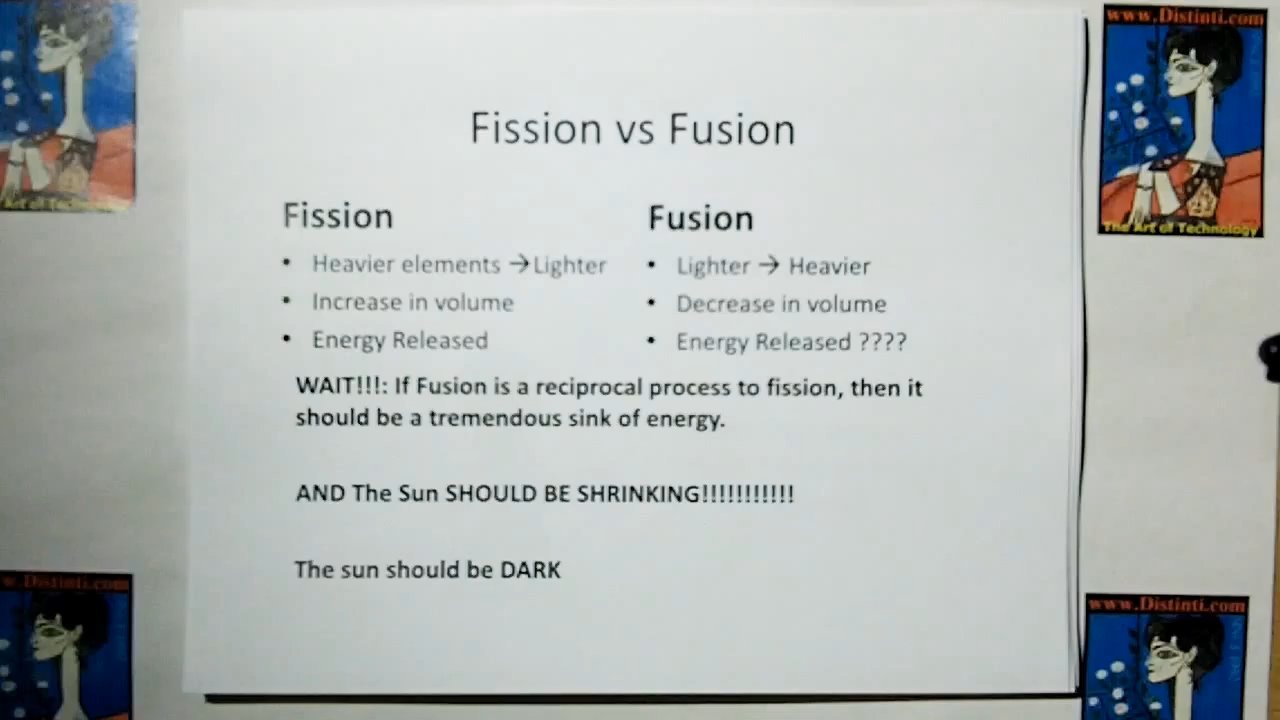 www.Distinti.com
The Art of Technology
Art of Technology
Fission vs Fusion
Fission
• Heavier elements → Lighter
• Increase in volume
• Energy Released
Fusion
• Lighter → Heavier
• Decrease in volume
• Energy Released ????
WAIT!!!: If Fusion is a reciprocal process to fission, then it
should be a tremendous sink of energy.
AND The Sun SHOULD BE SHRINKING!!!!!!!!!!!
The sun should be DARK
w.Distinti.com
www.Distinti.com